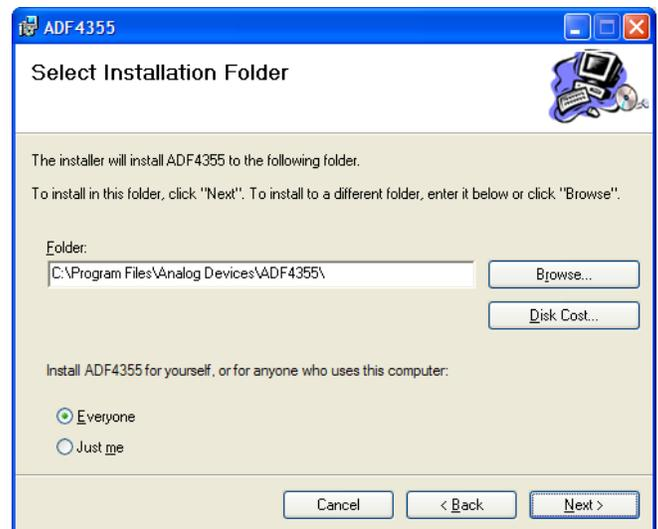 ADF4355
Select Installation Folder
The installer will install ADF4355 to the following folder.
To install in this folder, click "Next". To install to a different folder, enter it below or click "Browse".
Folder:
C:\Program Files\Analog Devices\ADF4355\
Browse...
Disk Cost...
Install ADF4355 for yourself, or for anyone who uses this computer:
Everyone
Just me
Cancel
< Back
Next >